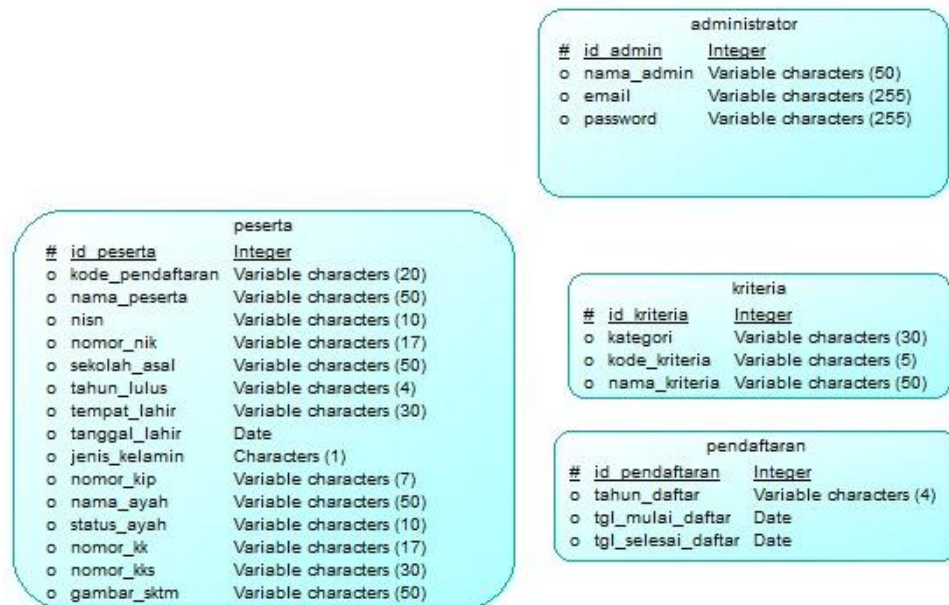 administrator
# id_admin Integer
o nama_admin Variable characters (50)
o email Variable characters (255)
o password Variable characters (255)
peserta
# id_peserta Integer
o kode_pendaftaran Variable characters (20)
o nama_peserta Variable characters (50)
o nisn Variable characters (10)
o nomor_nik Variable characters (17)
o sekolah_asal Variable characters (50)
o tahun_lulus Variable characters (4)
o tempat_lahir Variable characters (30)
o tanggal_lahir Date
o jenis_kelamin Characters (1)
o nomor_kip Variable characters (7)
o nama_ayah Variable characters (50)
o status_ayah Variable characters (10)
o nomor_kk Variable characters (17)
o nomor_kks Variable characters (30)
o gambar_sktm Variable characters (50)
kriteria
# id_kriteria Integer
o kategori Variable characters (30)
o kode_kriteria Variable characters (5)
o nama_kriteria Variable characters (50)
pendaftaran
# id_pendaftaran Integer
o tahun_daftar Variable characters (4)
o tgl_mulai_daftar Date
o tgl_selesai_daftar Date